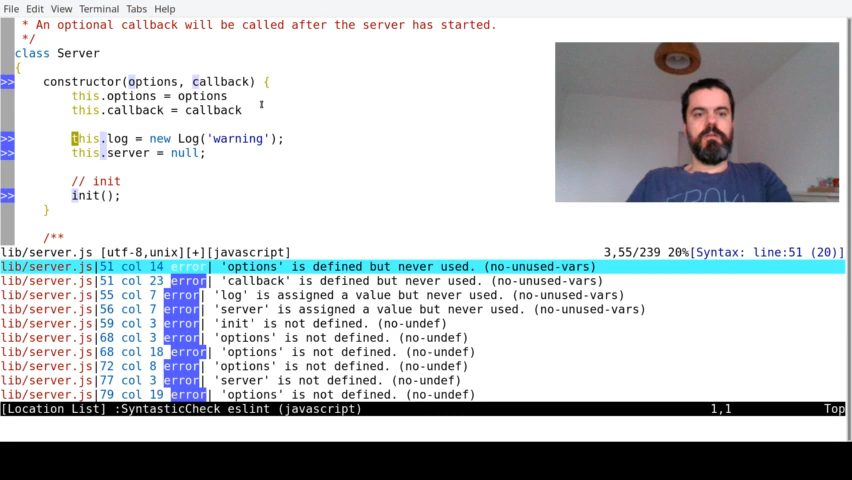 File Edit View Terminal Tabs Help
* An optional callback will be called after the server has started.
*/
class Server
{
>> constructor(options, callback) {
this.options = options
this.callback = callback
>> this.log = new Log('warning');
>> this.server = null;
// init
>> init();
}
/**
lib/server.js [utf-8,unix][+][javascript] 3,55/239 20%[Syntax: line:51 (20)]
lib/server.js|51 col 14 error| 'options' is defined but never used. (no-unused-vars)
lib/server.js|51 col 23 error| 'callback' is defined but never used. (no-unused-vars)
lib/server.js|55 col 7 error| 'log' is assigned a value but never used. (no-unused-vars)
lib/server.js|56 col 7 error| 'server' is assigned a value but never used. (no-unused-vars)
lib/server.js|59 col 3 error| 'init' is not defined. (no-undef)
lib/server.js|68 col 3 error| 'options' is not defined. (no-undef)
lib/server.js|68 col 18 error| 'options' is not defined. (no-undef)
lib/server.js|72 col 8 error| 'options' is not defined. (no-undef)
lib/server.js|77 col 3 error| 'server' is not defined. (no-undef)
lib/server.js|79 col 19 error| 'options' is not defined. (no-undef)
[Location List] :SyntasticCheck eslint (javascript) 1,1 Top